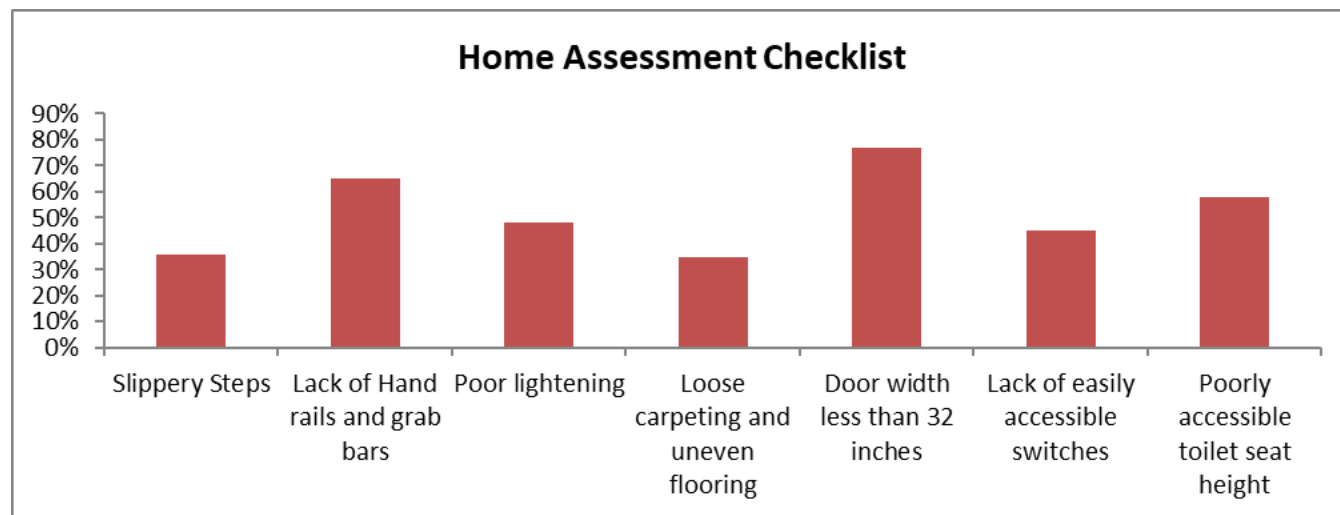 Home Assessment Checklist
90%
80%
70%
60%
50%
40%
30%
20%
10%
0%
Slippery Steps
Lack of Hand
rails and grab
bars
Poor lightening
Loose
carpeting and
uneven
flooring
Door width
less than 32
inches
Lack of easily
accessible
switches
Poorly
accessible
toilet seat
height